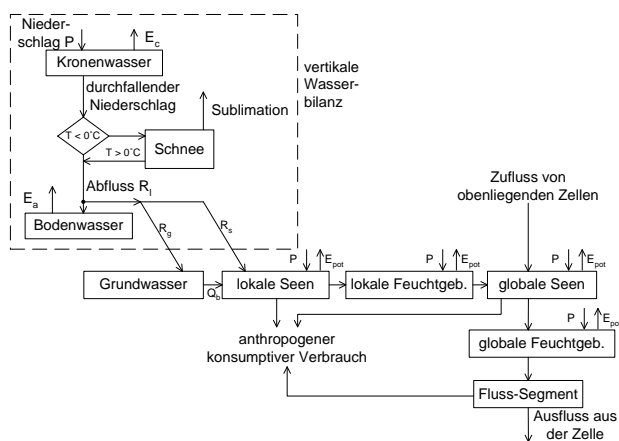 Nieder-
schlag P
E_c
Kronenwasser
durchfallender
Niederschlag
vertikale
Wasser-
bilanz
Sublimation
T < 0°C
T > 0°C
Schnee
E_a
Abfluss R_l
Bodenwasser
Zufluss von
obenliegenden Zellen
R_g
R_s
P
E_pot
P
E_pot
P
E_pot
Grundwasser
Q_b
lokale Seen
lokale Feuchtgeb.
globale Seen
P
E_po
anthropogener
konsumptiver Verbrauch
globale Feuchtgeb.
Fluss-Segment
Ausfluss aus
der Zelle